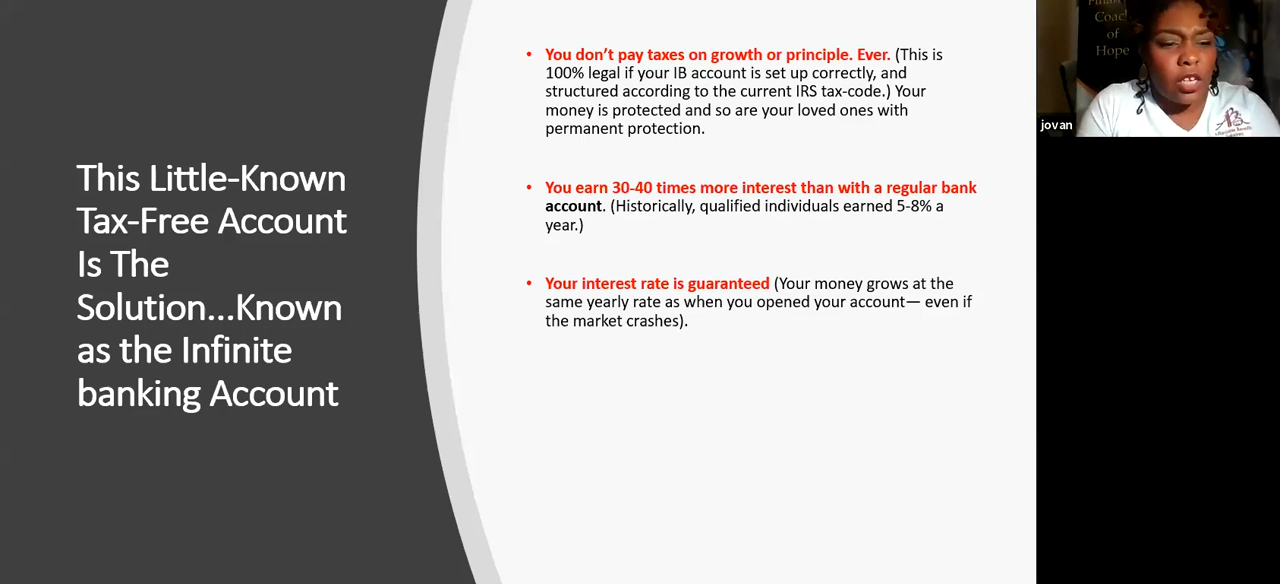 This Little-Known
Tax-Free Account
Is The
Solution...Known
as the Infinite
banking Account
• You don’t pay taxes on growth or principle. Ever. (This is
100% legal if your IB account is set up correctly, and
structured according to the current IRS tax-code.) Your
money is protected and so are your loved ones with
permanent protection.
• You earn 30-40 times more interest than with a regular bank
account. (Historically, qualified individuals earned 5-8% a
year.)
• Your interest rate is guaranteed (Your money grows at the
same yearly rate as when you opened your account— even if
the market crashes).
Coach
of
Hope
jovan